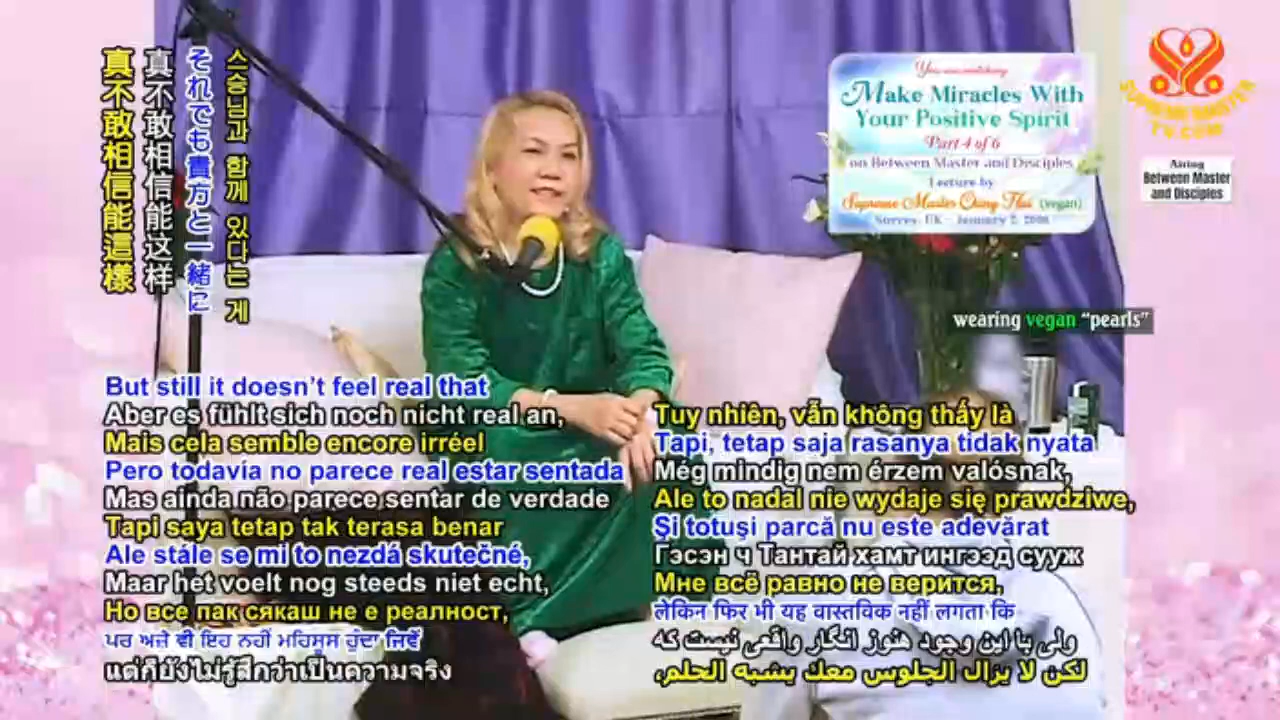 真不敢相信能這樣
真不敢相信能这样
それでも貴方と一緒に
스승님과 함께 있다는 게
You are watching
Make Miracles With
Your Positive Spirit
Part 4 of 6
on Between Master and Disciples
Lecture by
Supreme Master Ching Hai (vegan)
Surrey, UK - January 2, 2008
SUPREME MASTER
TV.COM
Airing
Between Master
and Disciples
wearing vegan “pearls”
But still it doesn’t feel real that
Aber es fühlt sich noch nicht real an,
Mais cela semble encore irréel
Pero todavía no parece real estar sentada
Mas ainda não parece sentar de verdade
Tapi saya tetap tak terasa benar
Ale stále se mi to nezdá skutečné,
Maar het voelt nog steeds niet echt,
Но все пак сякаш не е реалност,
ਪਰ ਅਜੇ ਵੀ ਇਹ ਨਹੀਂ ਮਹਿਸੂਸ ਹੁੰਦਾ ਜਿਵੇਂ
แต่ก็ยังไม่รู้สึกว่าเป็นความจริง
Tuy nhiên, vẫn không thấy là
Tapi, tetap saja rasanya tidak nyata
Még mindig nem érzem valósnak,
Ale to nadal nie wydaje się prawdziwe,
Şi totuşi parcă nu este adevărat
Гэсэн ч Тантай хамт ингээд сууж
Мне всё равно не верится,
लेकिन फिर भी यह वास्तविक नहीं लगता कि
ولی با این وجود هنوز انگار واقعی نیست که
لكن لا يزال الجلوس معك يشبه الحلم،